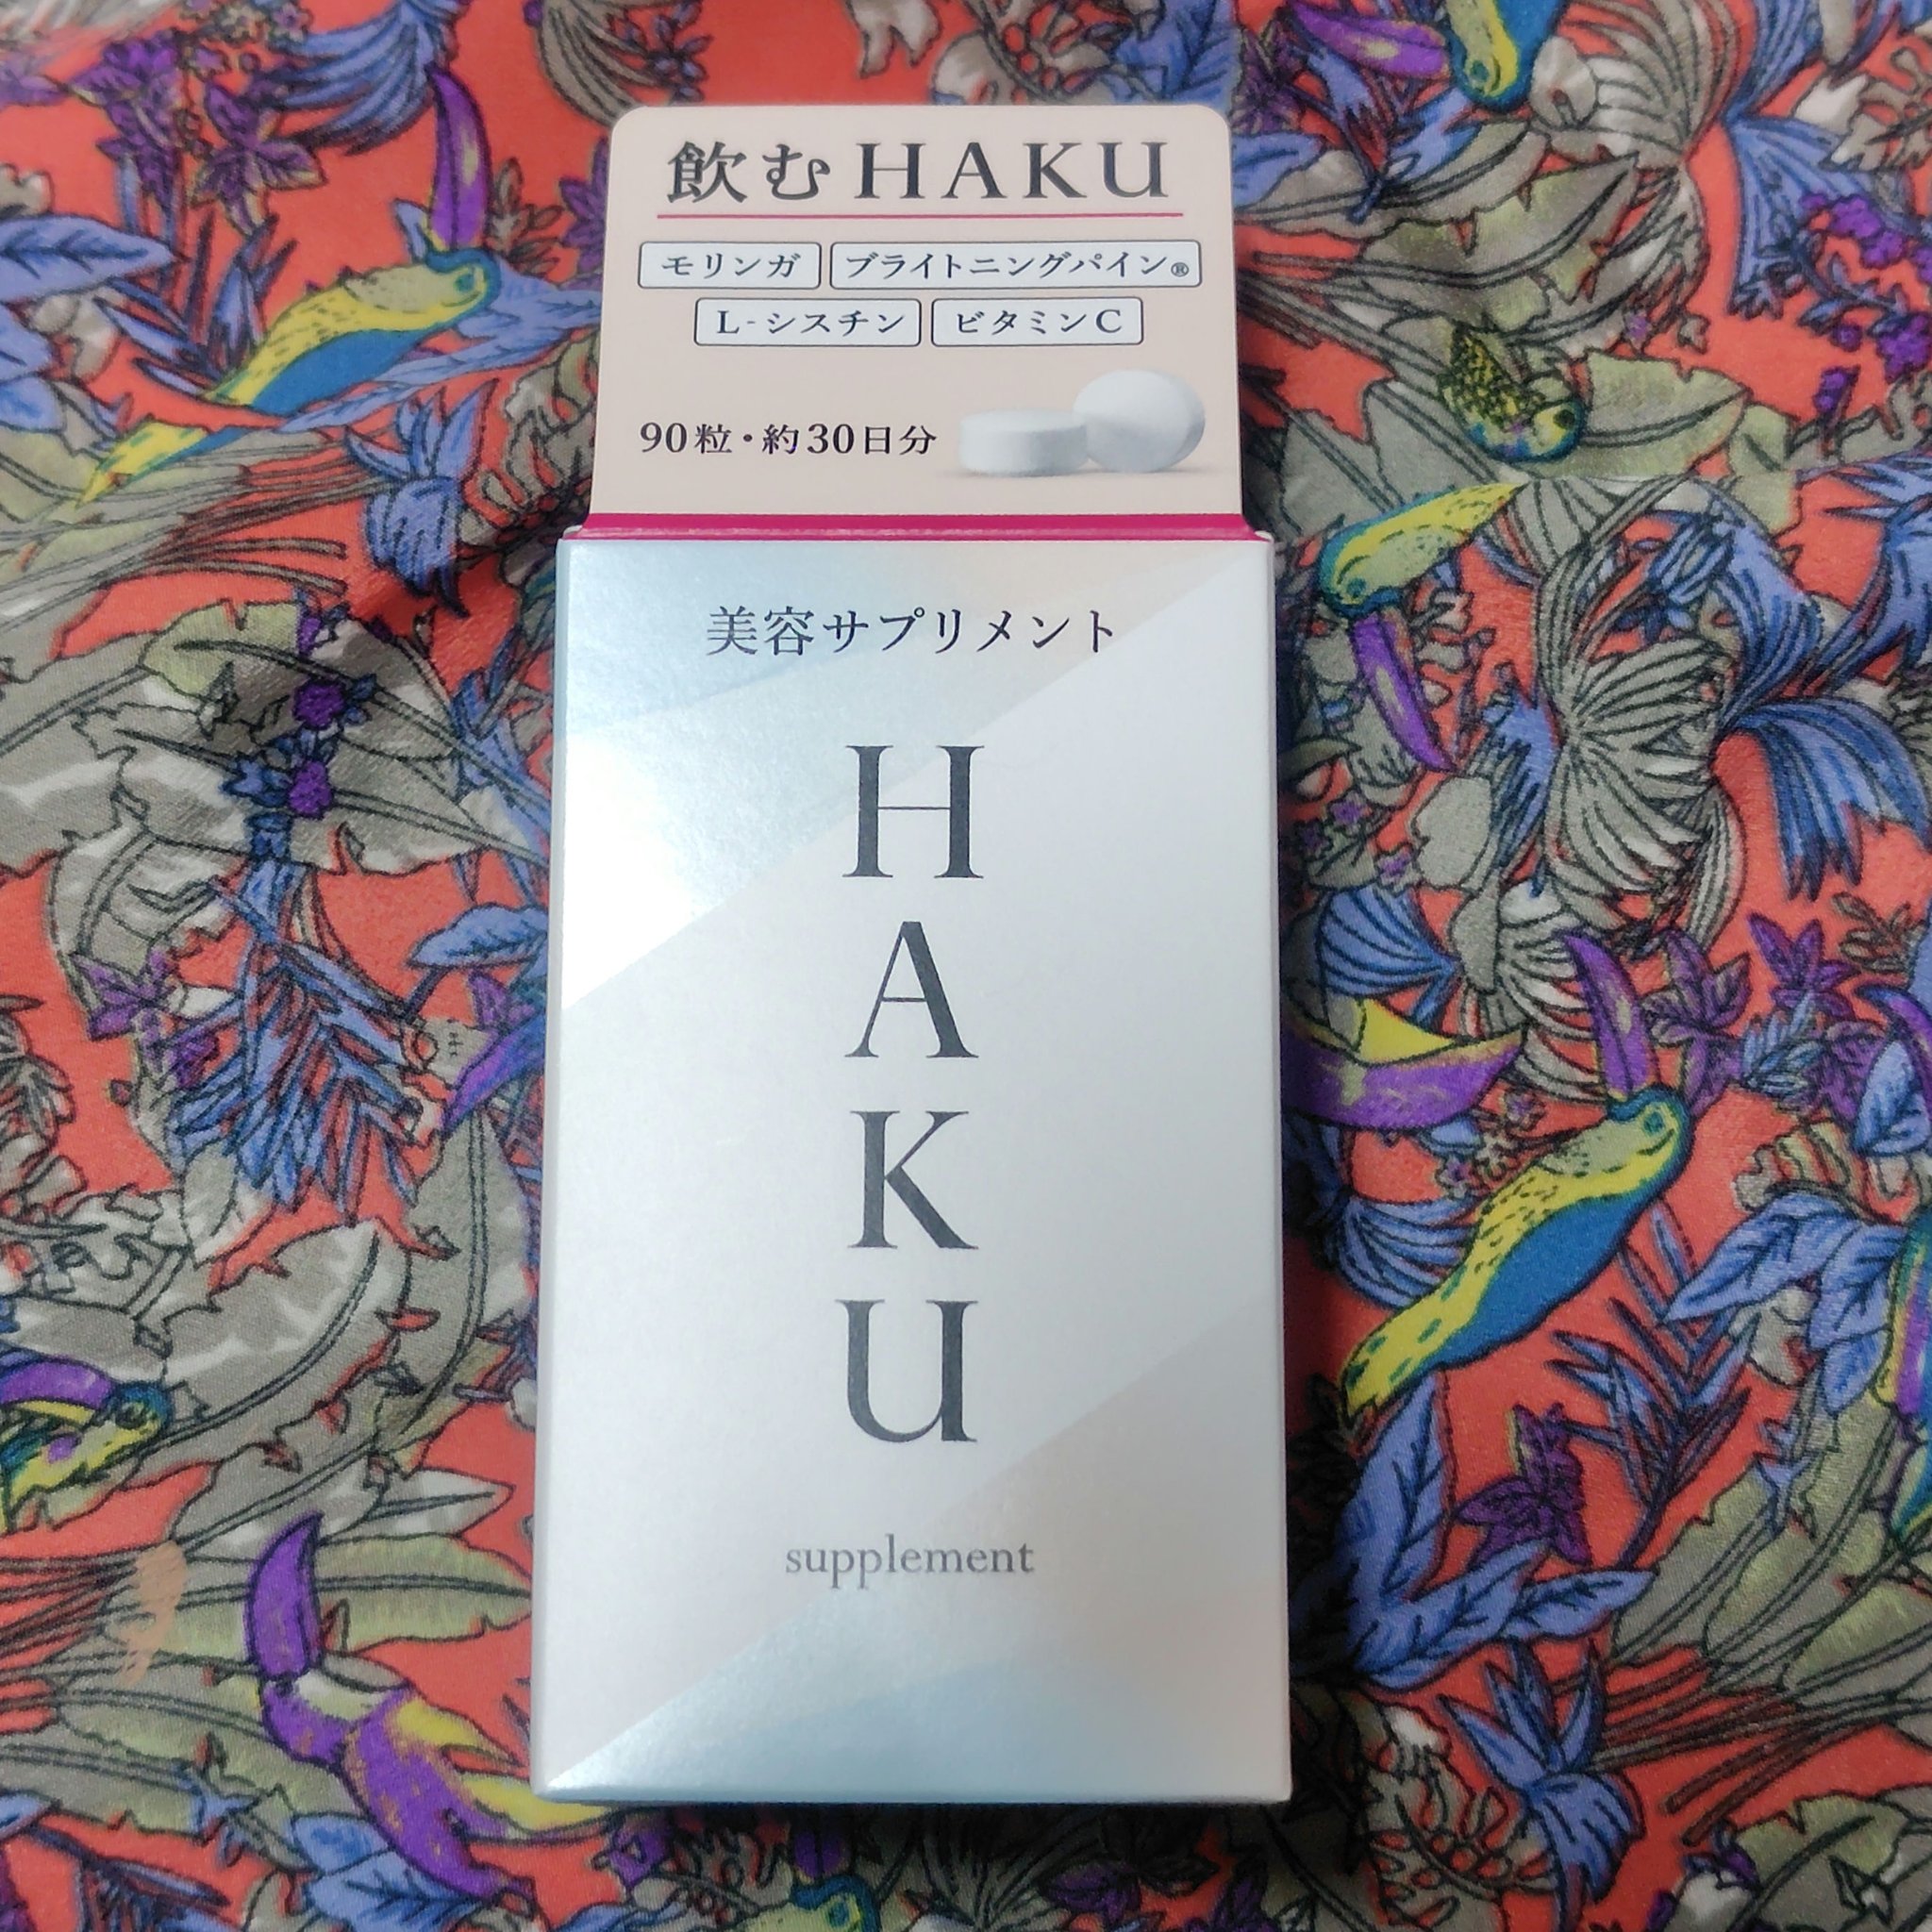 飲むHAKU
モリンガ ブライトニングパイン®
L-シスチン ビタミンC
90粒・約30日分
美容サプリメント
HAKU
supplement